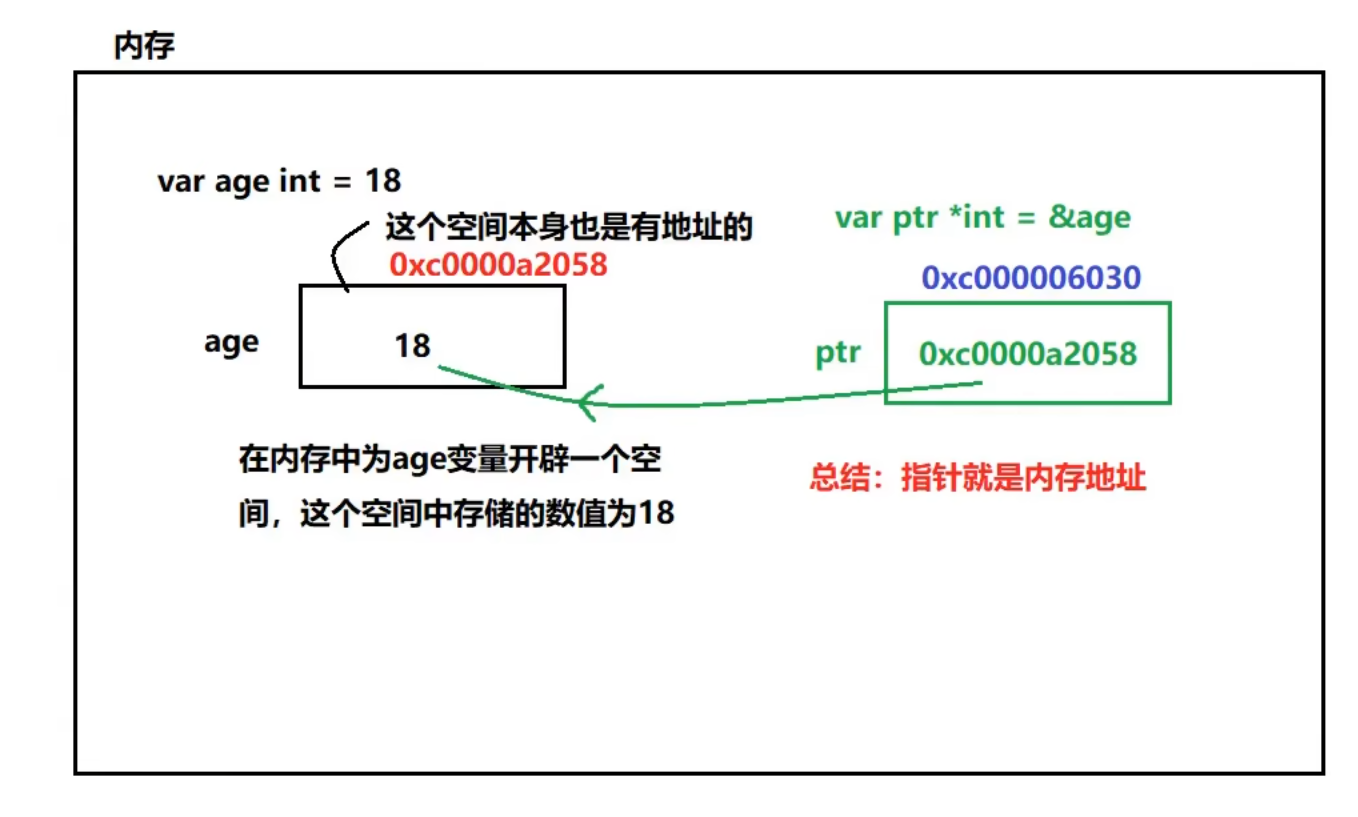 内存
var age int = 18
这个空间本身也是有地址的
0xc0000a2058
age
18
在内存中为age变量开辟一个空
间，这个空间中存储的数值为18
var ptr *int = &age
0xc000006030
ptr
0xc0000a2058
总结：指针就是内存地址